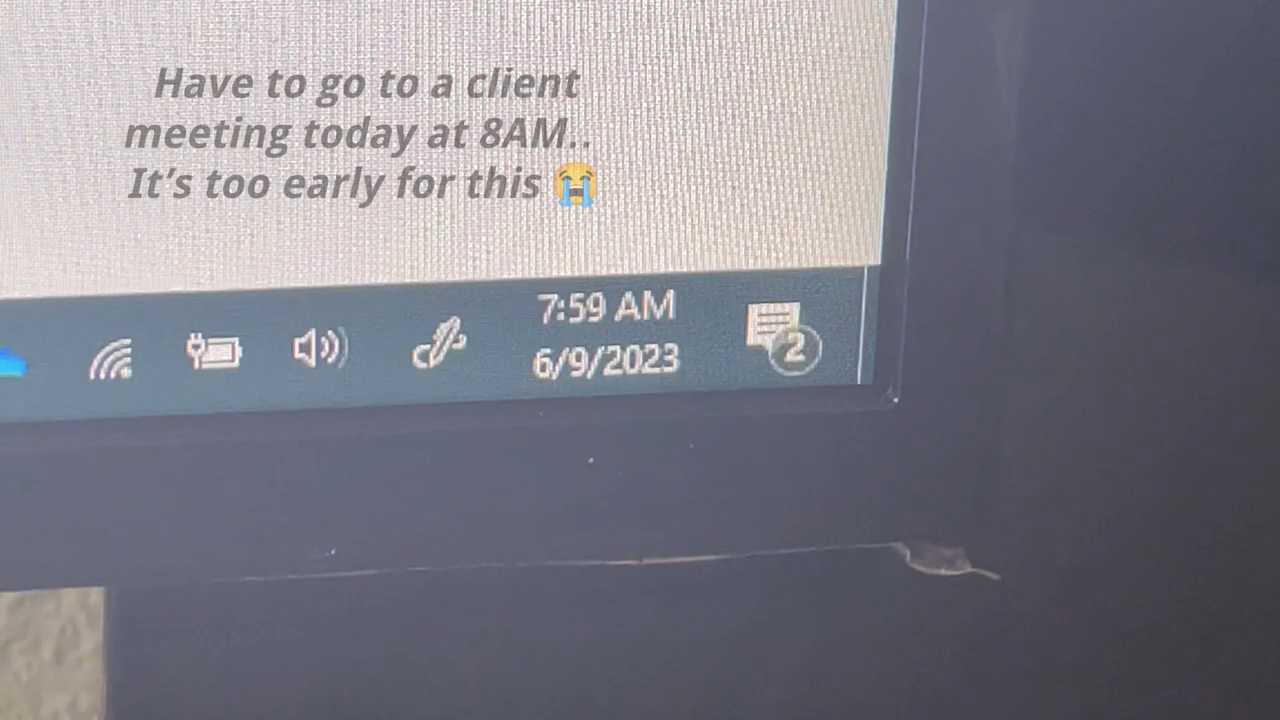 Have to go to a client
meeting today at 8AM..
It's too early for this 😭
7:59 AM
6/9/2023
2